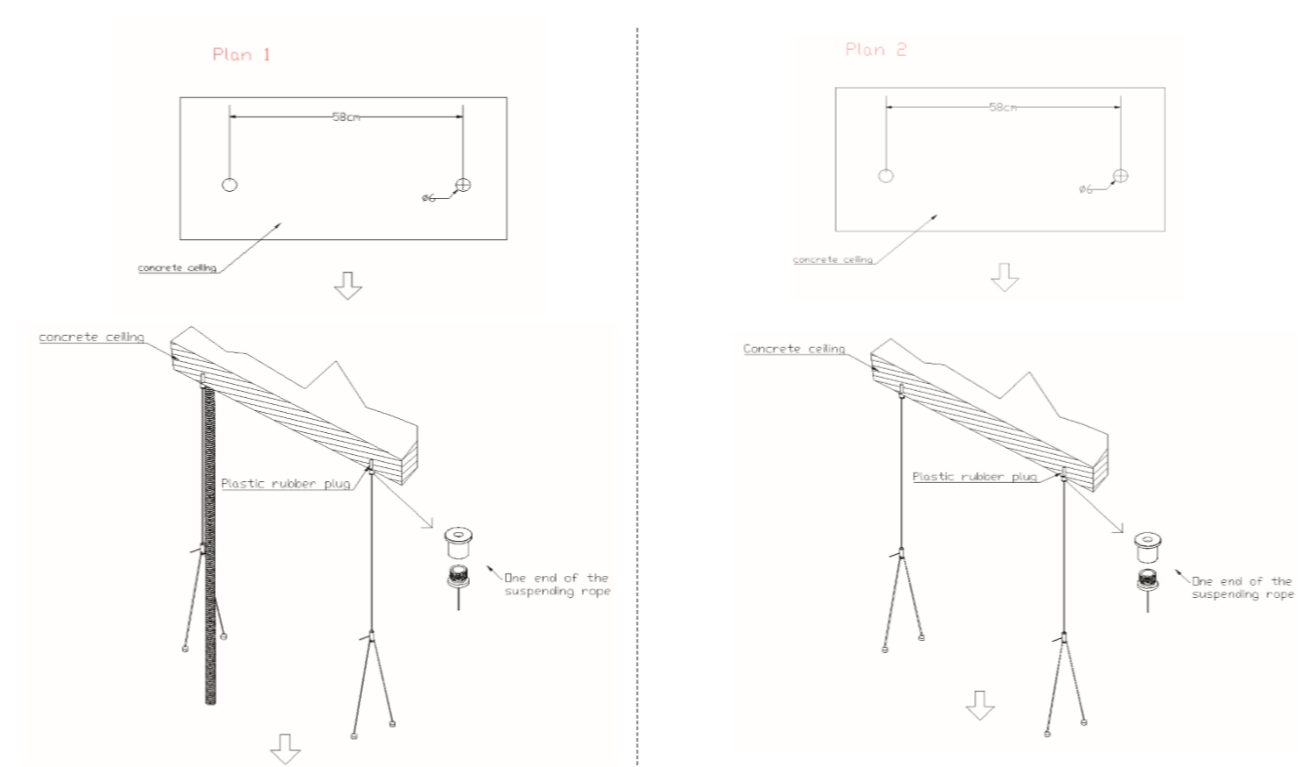 Plan 1
58cm
ø6
concrete ceiling
concrete ceiling
Plastic rubber plug
One end of the
suspending rope
Plan 2
58cm
ø6
concrete ceiling
Concrete ceiling
Plastic rubber plug
One end of the
suspending rope